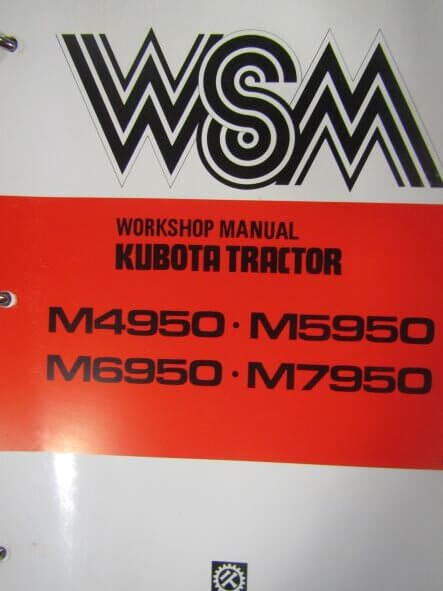 WSM
WORKSHOP MANUAL
KUBOTA TRACTOR
M4950 · M5950
M6950 · M7950